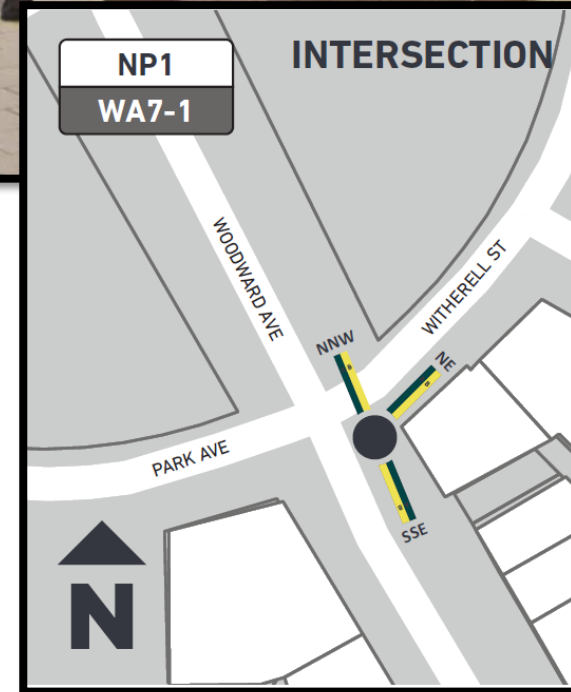 INTERSECTION
NP1
WA7-1
WOODWARD AVE
WITHERELL ST
NNW
NE
PARK AVE
SSE
N